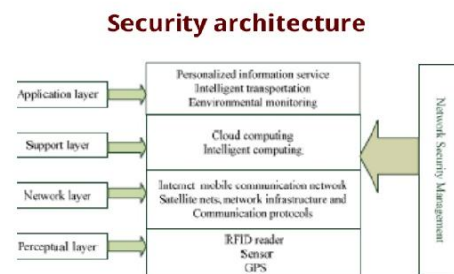 Security architecture
Application layer
Personalized information service
Intelligent transportation
Eenvironmental monitoring
Support layer
Cloud computing
Intelligent computing
Network layer
Internet mobile communication network
Satellite nets, network infrastructure and
Communication protocols
Perceptual layer
RFID reader
Sensor
GPS
Network Security Management